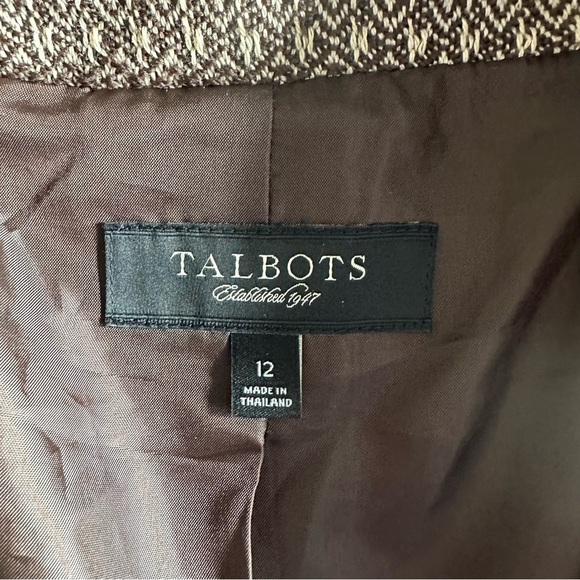 TALBOTS
Established 1947
12
MADE IN
THAILAND